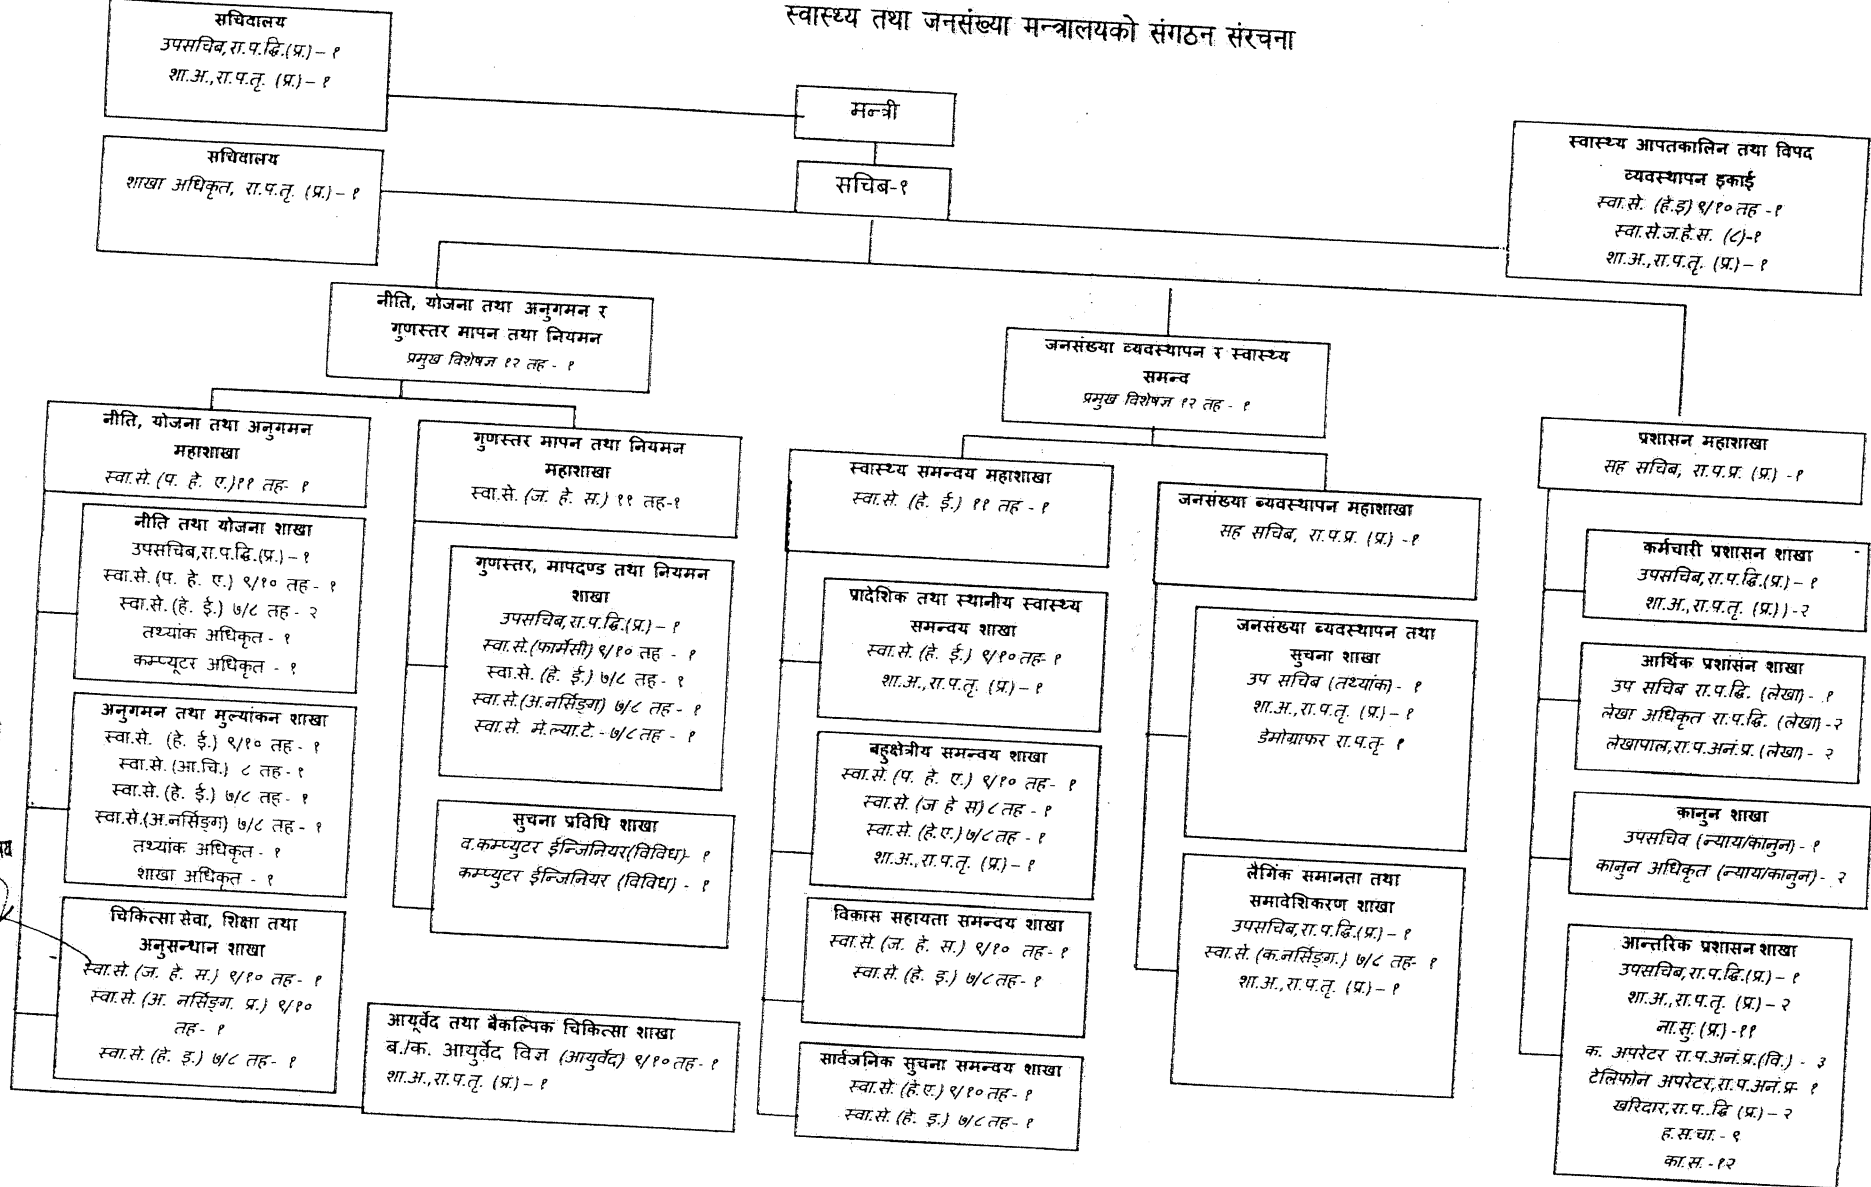 स्वास्थ्य तथा जनसंख्या मन्त्रालयको संगठन संरचना
सचिवालय
उपसचिब,रा.प.द्धि.(प्र.) – १
शा.अ.,रा.प.तृ. (प्र.) – १
मन्त्री
सचिवालय
शाखा अधिकृत, रा.प.तृ. (प्र.) – १
सचिब-१
स्वास्थ्य आपतकालिन तथा विपद
व्यवस्थापन इकाई
स्वा.से. (हे.इ) ९/१० तह -१
स्वा.से.ज.हे.स. (८)-१
शा.अ.,रा.प.तृ. (प्र.) – १
नीति, योजना तथा अनुगमन र
गुणस्तर मापन तथा नियमन
प्रमुख विशेषज्ञ १२ तह - १
जनसंख्या व्यवस्थापन र स्वास्थ्य
समन्व
प्रमुख विशेषज्ञ १२ तह - १
नीति, योजना तथा अनुगमन
महाशाखा
स्वा.से. (प. हे. ए.)११ तह- १
नीति तथा योजना शाखा
उपसचिब,रा.प.द्धि.(प्र.) – १
स्वा.से. (प. हे. ए.) ९/१० तह - १
स्वा.से. (हे. ई.) ७/८ तह - २
तथ्यांक अधिकृत - १
कम्प्यूटर अधिकृत - १
अनुगमन तथा मुल्यांकन शाखा
स्वा.से. (हे. ई.) ९/१० तह - १
स्वा.से. (आ.चि.) ८ तह - १
स्वा.से. (हे. ई.) ७/८ तह - १
स्वा.से.(अ.नर्सिङ्ग) ७/८ तह - १
तथ्यांक अधिकृत - १
शाखा अधिकृत - १
चिकित्सा सेवा, शिक्षा तथा
अनुसन्धान शाखा
स्वा.से. (ज. हे. स.) ९/१० तह - १
स्वा.से. (अ. नर्सिङ्ग. प्र.) ९/१०
तह - १
स्वा.से. (हे. इ.) ७/८ तह - १
गुणस्तर मापन तथा नियमन
महाशाखा
स्वा.से. (ज. हे. स.) ११ तह-१
गुणस्तर, मापदण्ड तथा नियमन
शाखा
उपसचिब,रा.प.द्धि.(प्र.) – १
स्वा.से.(फार्मेसी) ९/१० तह - १
स्वा.से. (हे. ई.) ७/८ तह - १
स्वा.से.(अ.नर्सिङ्ग) ७/८ तह - १
स्वा.से. मे.ल्या.टे. - ७/८ तह - १
सुचना प्रविधि शाखा
व.कम्प्युटर ईन्जिनियर(विविध)- १
कम्प्युटर ईन्जिनियर (विविध) - १
आयूर्वेद तथा बैकल्पिक चिकित्सा शाखा
ब./क. आयुर्वेद विज्ञ (आयुर्वेद) ९/१० तह - १
शा.अ.,रा.प.तृ. (प्र.) – १
स्वास्थ्य समन्वय महाशाखा
स्वा.से. (हे. ई.) ११ तह - १
प्रादेशिक तथा स्थानीय स्वास्थ्य
समन्वय शाखा
स्वा.से. (हे. ई.) ९/१० तह- १
शा.अ.,रा.प.तृ. (प्र.) – १
बहुक्षेत्रीय समन्वय शाखा
स्वा.से. (प. हे. ए.) ९/१० तह - १
स्वा.से. (ज हे स) ८ तह - १
स्वा.से. (हे.ए.) ७/८ तह - १
शा.अ.,रा.प.तृ. (प्र.) – १
विकास सहायता समन्वय शाखा
स्वा.से. (ज. हे. स.) ९/१० तह- १
स्वा.से. (हे. इ.) ७/८ तह - १
सार्वजनिक सुचना समन्वय शाखा
स्वा.से. (हे.ए.) ९/१० तह - १
स्वा.से. (हे. इ.) ७/८ तह - १
जनसंख्या ब्यवस्थापन महाशाखा
सह सचिब, रा.प.प्र. (प्र.) -१
जनसंख्या ब्यवस्थापन तथा
सुचना शाखा
उप सचिब (तथ्यांक) - १
शा.अ.,रा.प.तृ. (प्र.) – १
डेमोग्राफर रा.प.तृ- १
लैगिंक समानता तथा
समावेशिकरण शाखा
उपसचिब,रा.प.द्धि.(प्र.) – १
स्वा.से. (क.नर्सिङ्ग.) ७/८ तह- १
शा.अ.,रा.प.तृ. (प्र.) – १
प्रशासन महाशाखा
सह सचिब, रा.प.प्र. (प्र.) -१
कर्मचारी प्रशासन शाखा
उपसचिब,रा.प.द्धि.(प्र.) – १
शा.अ.,रा.प.तृ. (प्र.)) -२
आर्थिक प्रशासन शाखा
उप सचिब रा.प.द्धि. (लेखा) - १
लेखा अधिकृत रा.प.द्धि. (लेखा) -२
लेखापाल,रा.प.अनं.प्र. (लेखा) - २
कानुन शाखा
उपसचिव (न्याय/कानुन) - १
कानुन अधिकृत (न्याय/कानुन) - २
आन्तरिक प्रशासन शाखा
उपसचिब,रा.प.द्धि.(प्र.) – १
शा.अ.,रा.प.तृ. (प्र.) – २
ना.सु. (प्र.) -११
क. अपरेटर रा.प.अनं.प्र.(वि.) - ३
टेलिफोन अपरेटर,रा.प.अनं.प्र- १
खरिदार,रा.प..द्धि (प्र.) – २
ह.स.चा. - ९
का.स. -१२